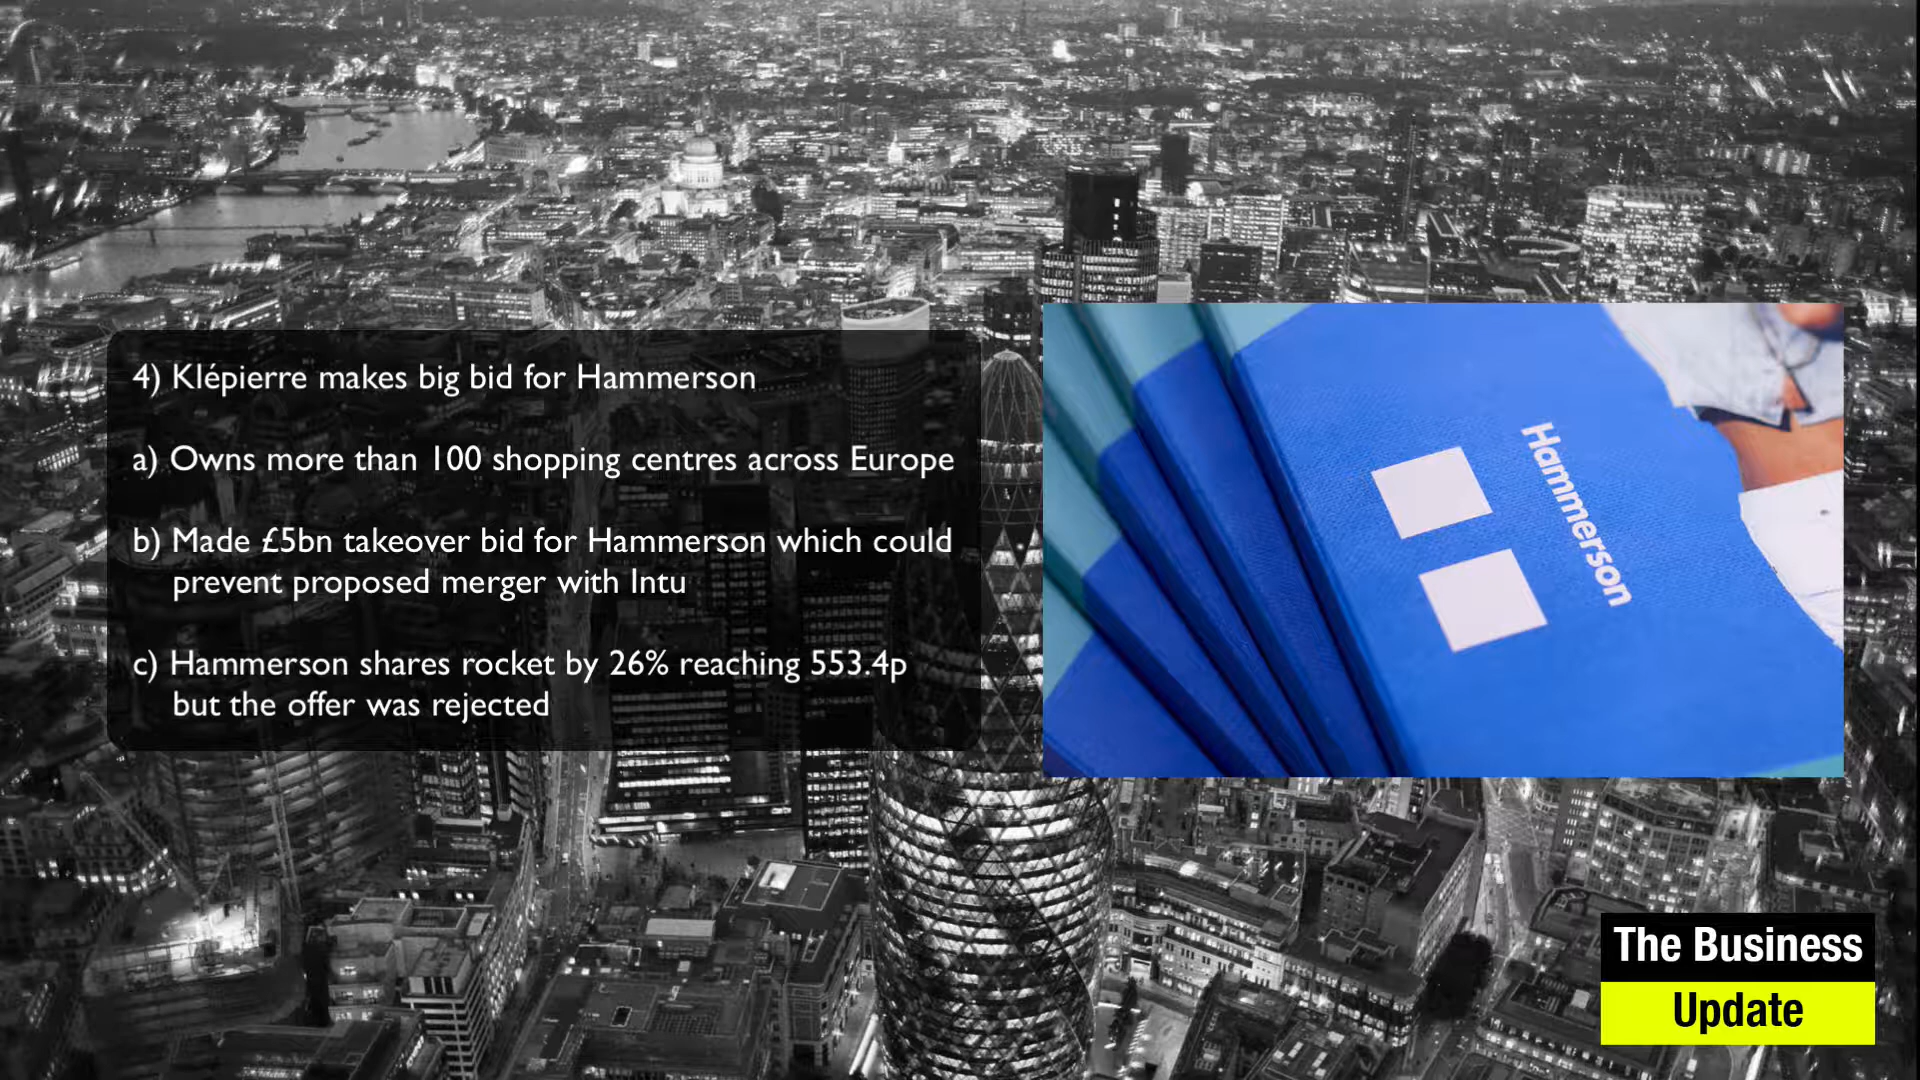 4) Klépierre makes big bid for Hammerson
a) Owns more than 100 shopping centres across Europe
b) Made £5bn takeover bid for Hammerson which could
prevent proposed merger with Intu
c) Hammerson shares rocket by 26% reaching 553.4p
but the offer was rejected
Hammerson
The Business
Update